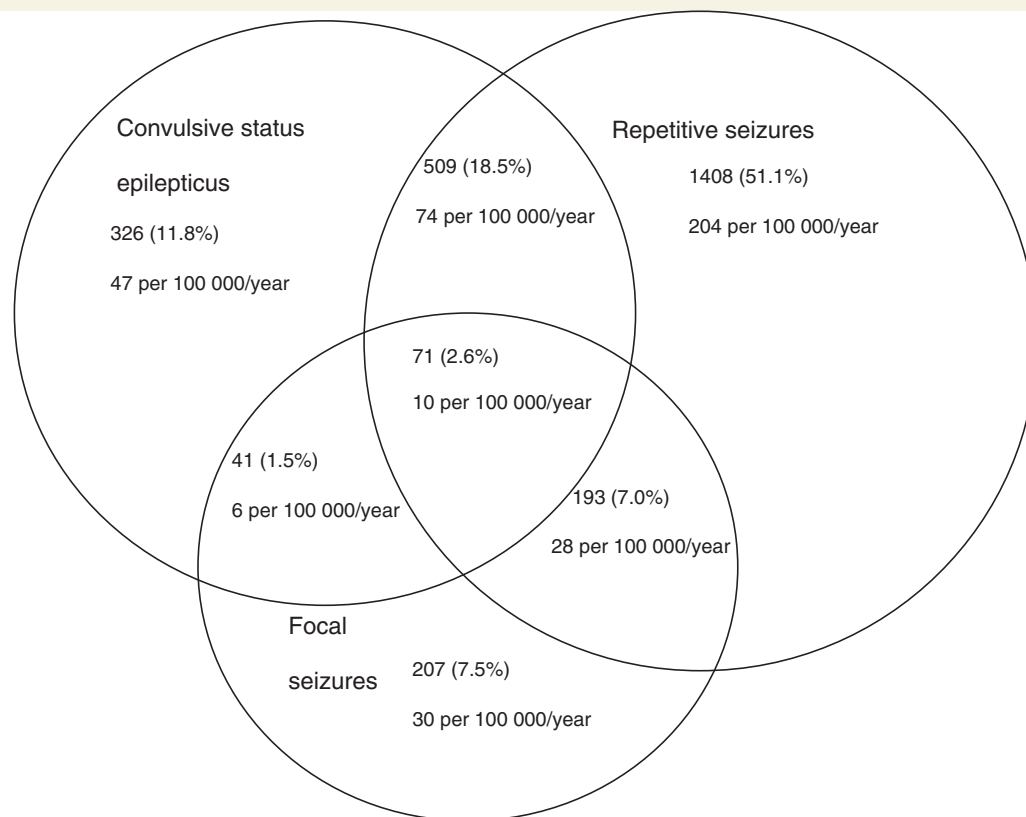 Convulsive status
epilepticus
326 (11.8%)
47 per 100 000/year
509 (18.5%)
74 per 100 000/year
Repetitive seizures
1408 (51.1%)
204 per 100 000/year
71 (2.6%)
10 per 100 000/year
41 (1.5%)
6 per 100 000/year
193 (7.0%)
28 per 100 000/year
Focal
seizures
207 (7.5%)
30 per 100 000/year